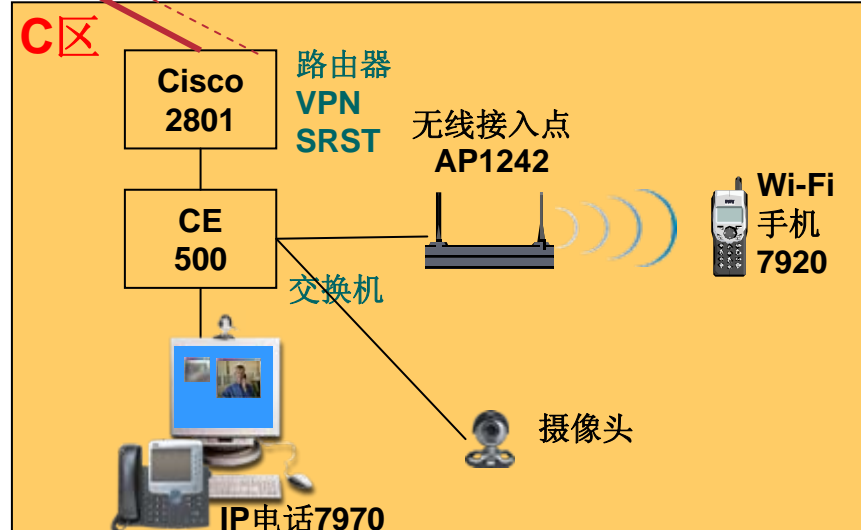 C区
Cisco
2801
路由器
VPN
SRST
无线接入点
AP1242
Wi-Fi
手机
7920
CE
500
交换机
摄像头
IP电话7970